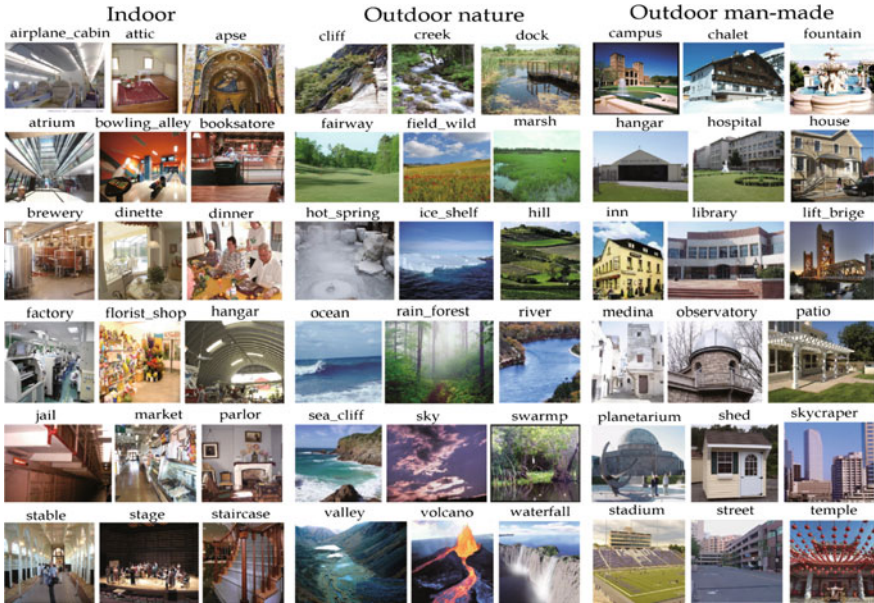 Indoor Outdoor nature Outdoor man-made
airplane_cabin attic apse cliff creek dock campus chalet fountain
atrium bowling_alley booksatore fairway field_wild marsh hangar hospital house
brewery dinette dinner hot_spring ice_shelf hill inn library lift_brige
factory florist_shop hangar ocean rain_forest river medina observatory patio
jail market parlor sea_cliff sky swarmp planetarium shed skycraper
stable stage staircase valley volcano waterfall stadium street temple